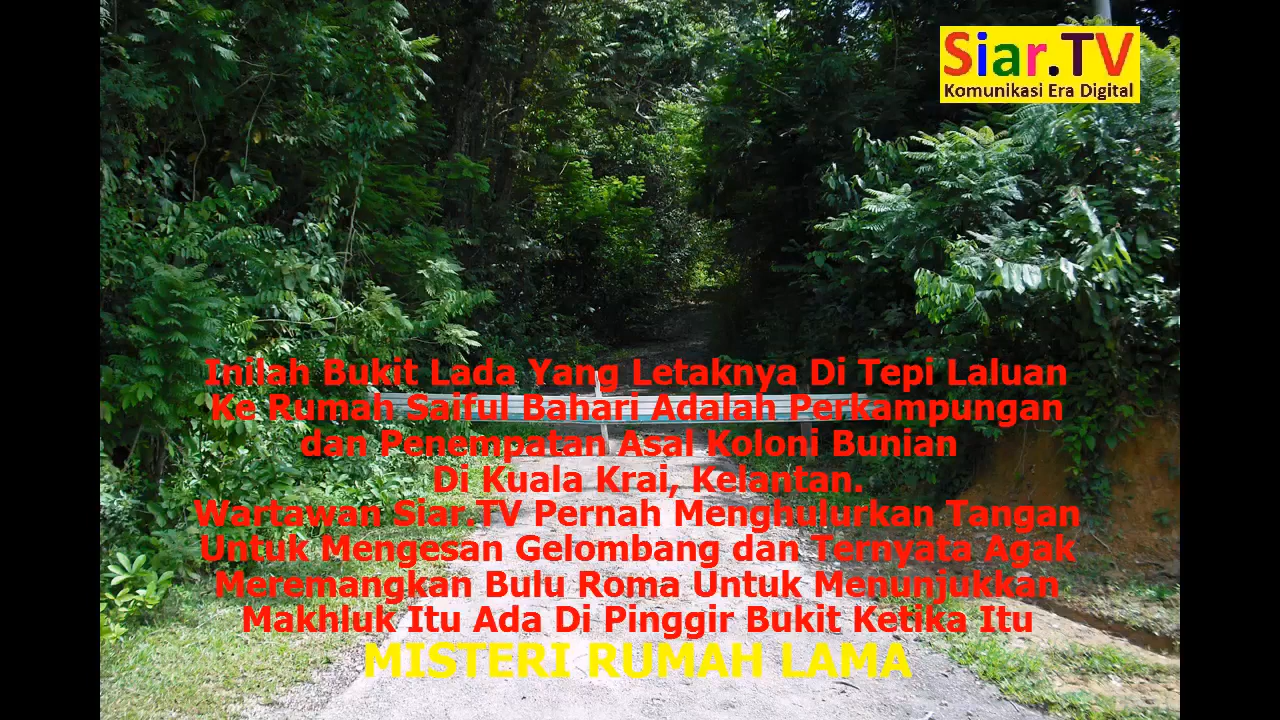 Siar.TV
Komunikasi Era Digital
Inilah Bukit Lada Yang Letaknya Di Tepi Laluan
Ke Rumah Saiful Bahari Adalah Perkampungan
dan Penempatan Asal Koloni Bunian
Di Kuala Krai, Kelantan.
Wartawan Siar.TV Pernah Menghulurkan Tangan
Untuk Mengesan Gelombang dan Ternyata Agak
Meremangkan Bulu Roma Untuk Menunjukkan
Makhluk Itu Ada Di Pinggir Bukit Ketika Itu
MISTERI RUMAH LAMA